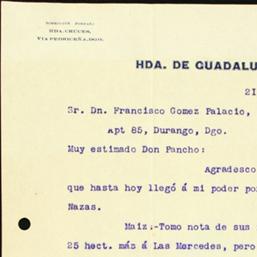 DIRECCION POSTAL:
HDA. CRUCES,
VIA PEDRICEÑA, DGO.
HDA. DE GUADALU
2I
Sr. Dn. Francisco Gomez Palacio,
Apt 85, Durango, Dgo.
Muy estimado Don Pancho:
Agradesco
que hasta hoy llegó á mi poder po
Nazas.
Maiz:-Tomo nota de sus
25 hect. más á Las Mercedes, pero